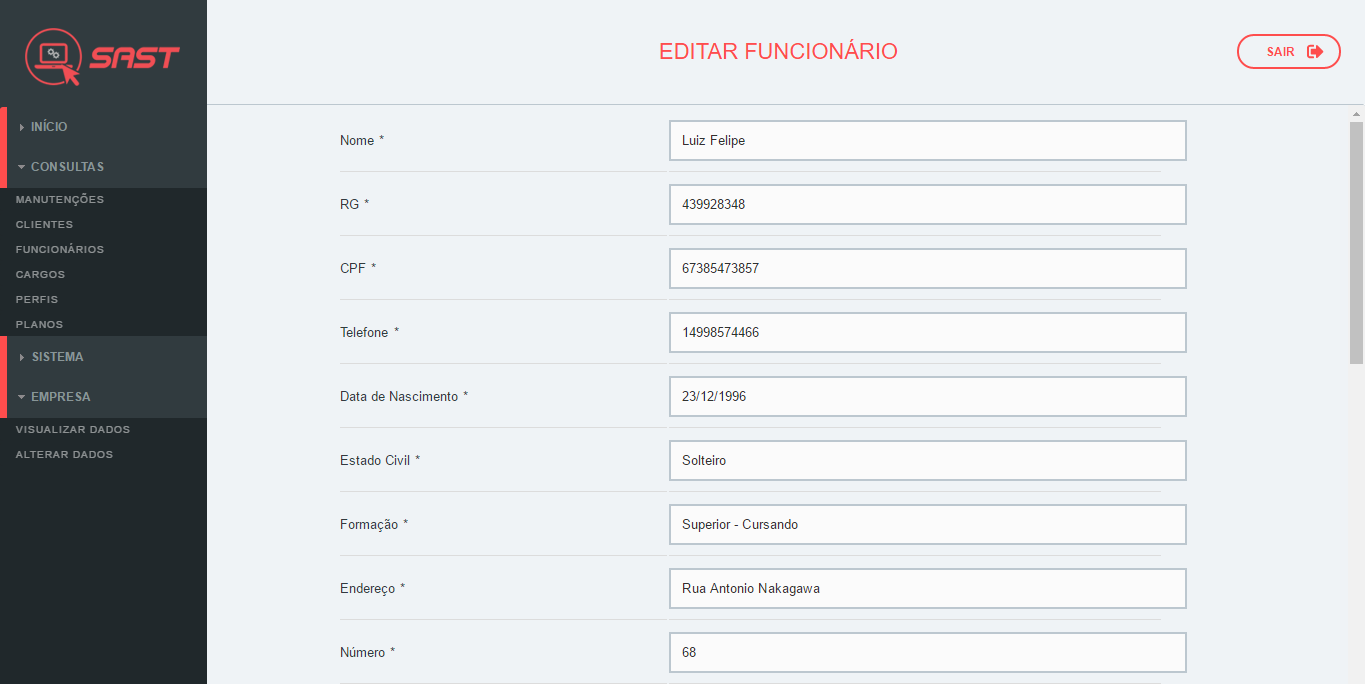 SAST
EDITAR FUNCIONÁRIO
SAIR
INÍCIO
CONSULTAS
MANUTENÇÕES
CLIENTES
FUNCIONÁRIOS
CARGOS
PERFIS
PLANOS
SISTEMA
EMPRESA
VISUALIZAR DADOS
ALTERAR DADOS
Nome * Luiz Felipe
RG * 439928348
CPF * 67385473857
Telefone * 14998574466
Data de Nascimento * 23/12/1996
Estado Civil * Solteiro
Formação * Superior - Cursando
Endereço * Rua Antonio Nakagawa
Número * 68